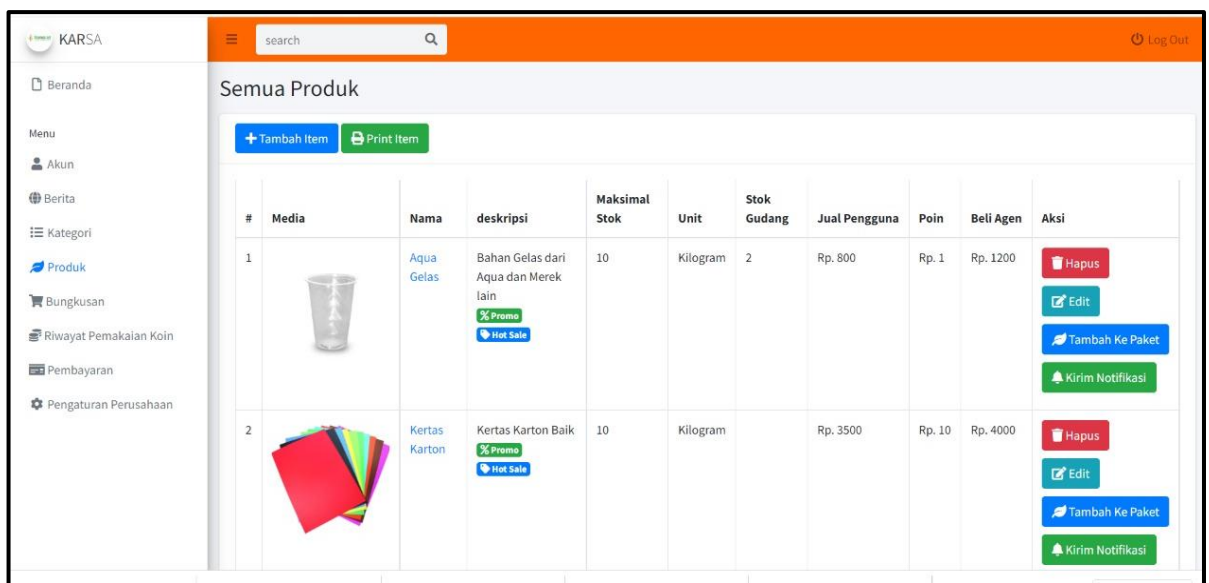 KARSA
search
Log Out
Beranda
Menu
Akun
Berita
Kategori
Produk
Bungkusan
Riwayat Pemakaian Koin
Pembayaran
Pengaturan Perusahaan
Semua Produk
Tambah Item
Print Item
# Media Nama deskripsi Maksimal Stok Unit Stok Gudang Jual Pengguna Poin Beli Agen Aksi
1
Aqua
Gelas
Bahan Gelas dari
Aqua dan Merek
lain
% Promo
Hot Sale
10
Kilogram
2
Rp. 800
Rp. 1
Rp. 1200
Hapus
Edit
Tambah Ke Paket
Kirim Notifikasi
2
Kertas
Karton
Kertas Karton Baik
% Promo
Hot Sale
10
Kilogram
Rp. 3500
Rp. 10
Rp. 4000
Hapus
Edit
Tambah Ke Paket
Kirim Notifikasi